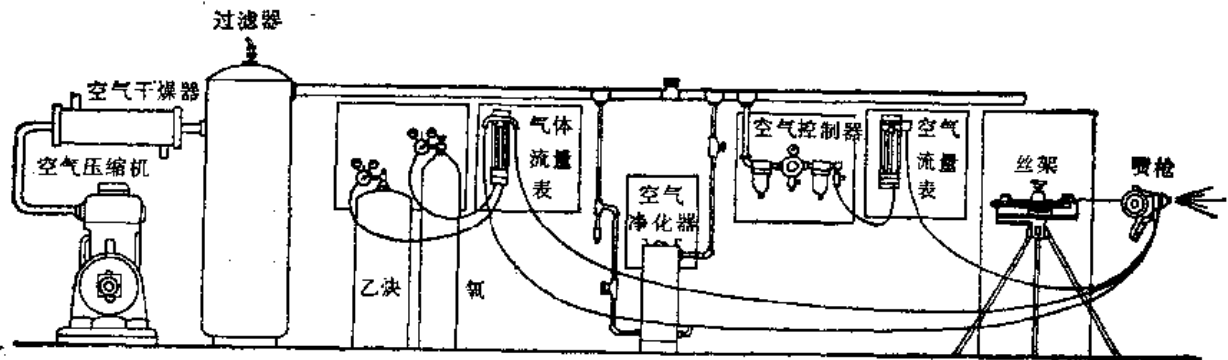 过滤器
空气干燥器
空气压缩机
乙炔
氧
气体
流量
表
空气
净化器
空气控制器
空气
流量
表
丝架
喷枪